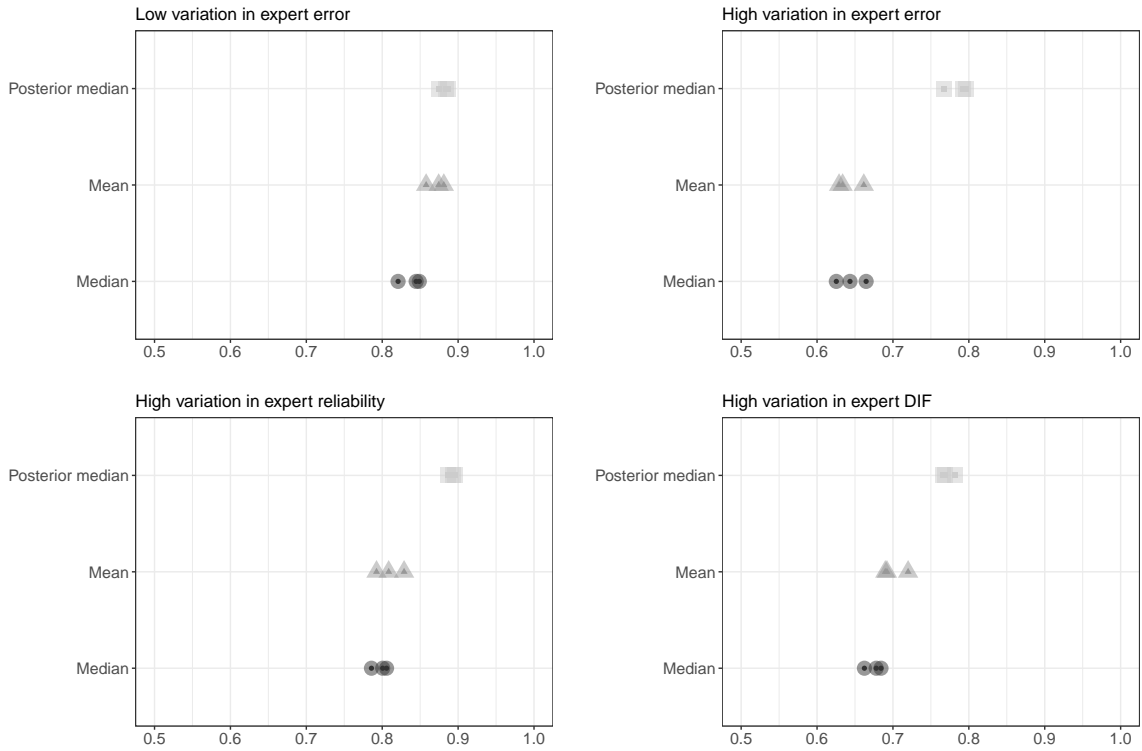 Low variation in expert error
Posterior median
Mean
Median
0.5 0.6 0.7 0.8 0.9 1.0
High variation in expert error
Posterior median
Mean
Median
0.5 0.6 0.7 0.8 0.9 1.0
High variation in expert reliability
Posterior median
Mean
Median
0.5 0.6 0.7 0.8 0.9 1.0
High variation in expert DIF
Posterior median
Mean
Median
0.5 0.6 0.7 0.8 0.9 1.0